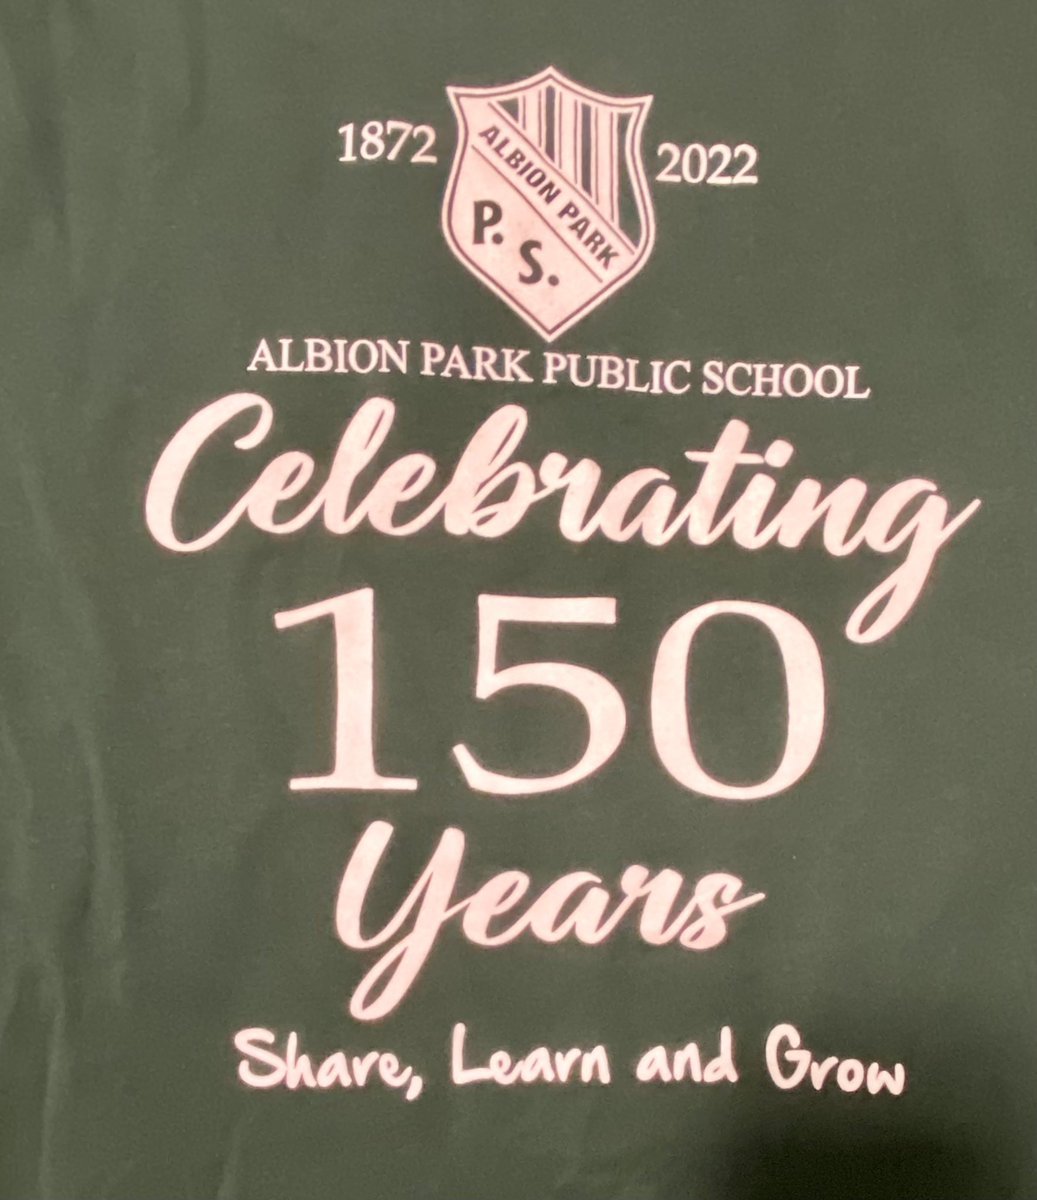 1872 2022
ALBION PARK
P. S.
ALBION PARK PUBLIC SCHOOL
Celebrating
150
Years
Share, Learn and Grow